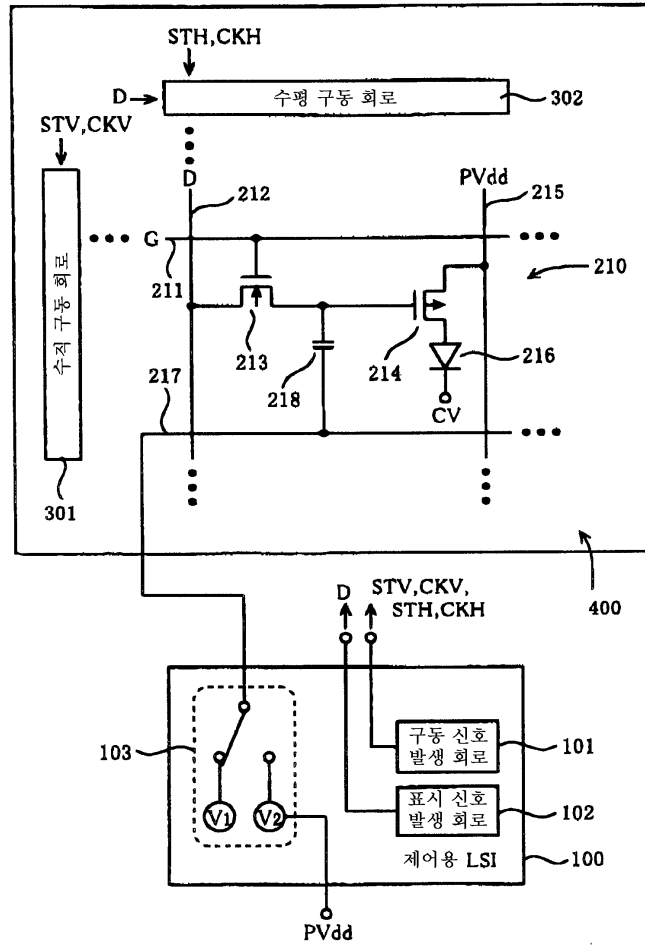 STH,CKH
D
수평 구동 회로
302
STV,CKV
D
212
PVdd
215
G
211
210
수직 구동 회로
213
218
214
216
217
CV
301
400
D
STV,CKV,
STH,CKH
103
구동 신호
발생 회로
101
V1
V2
표시 신호
발생 회로
102
제어용 LSI
100
PVdd